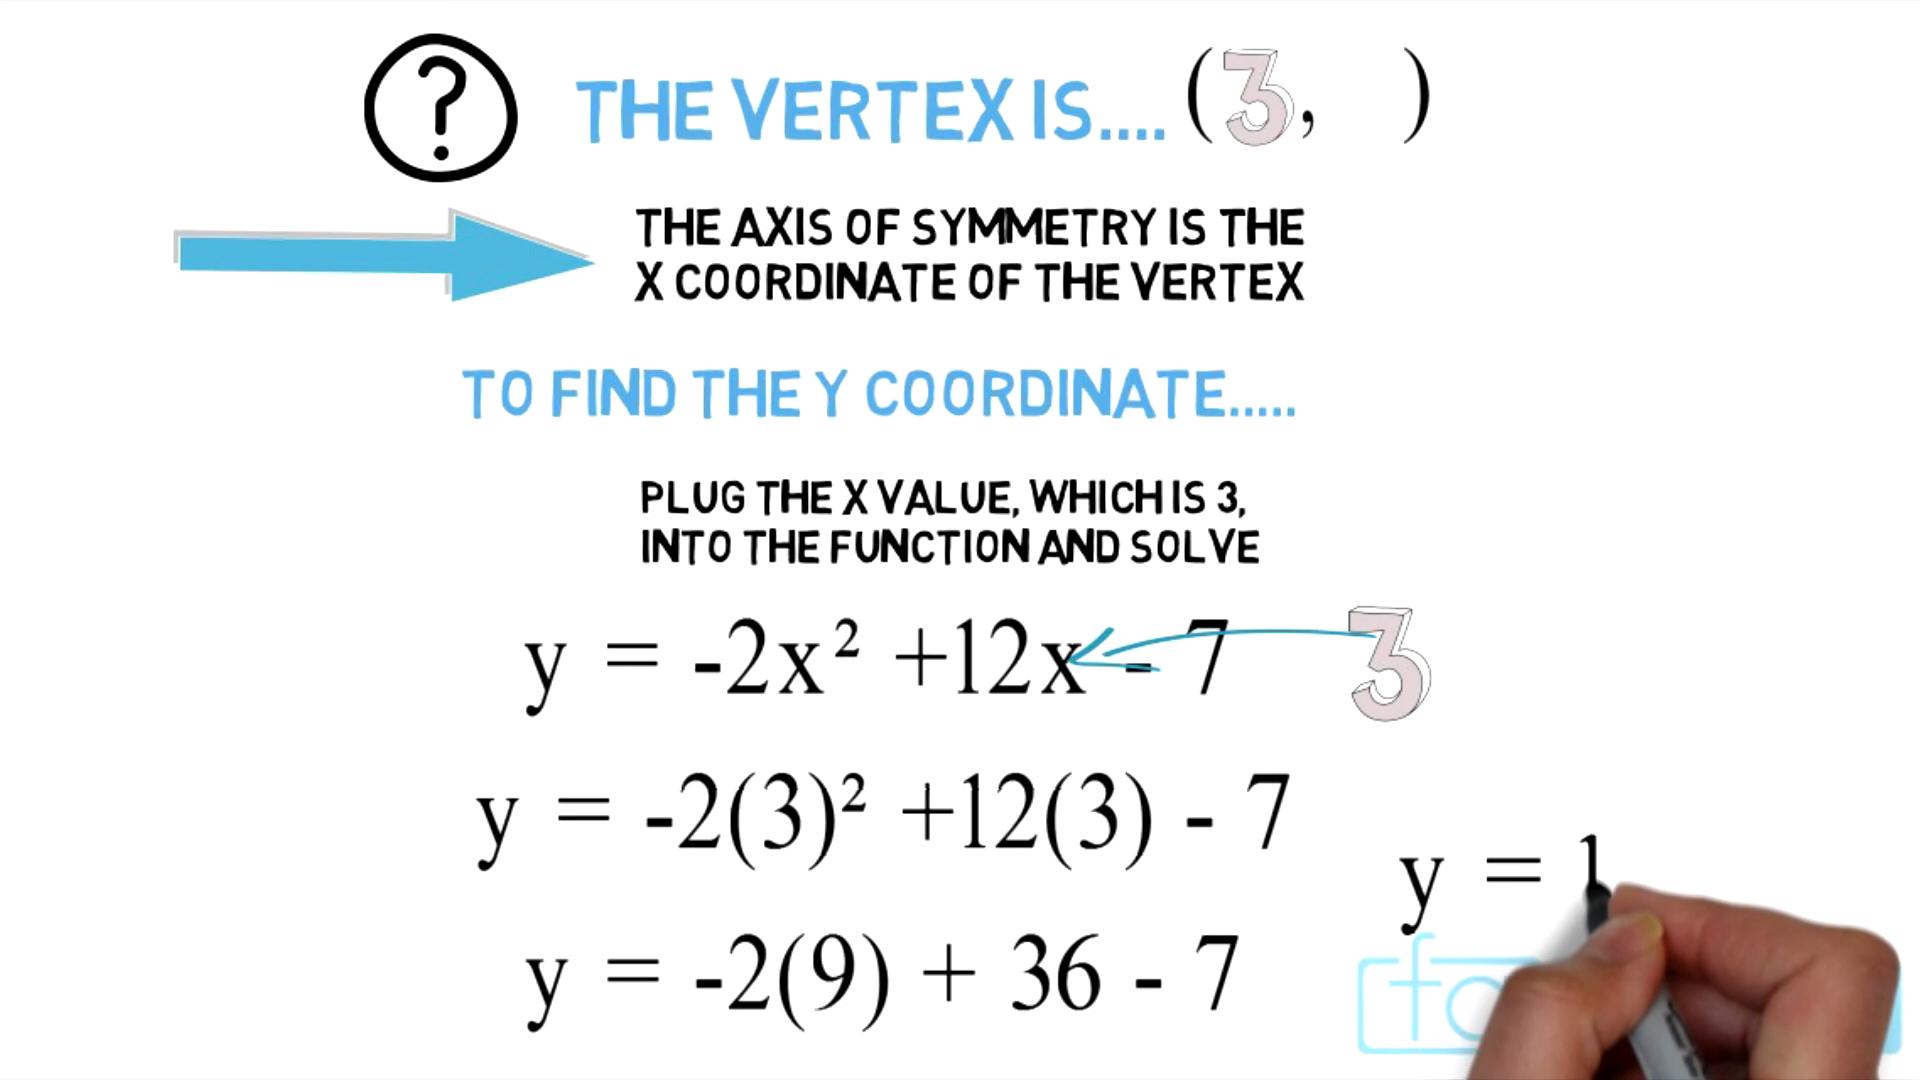 ?
THE VERTEX IS.... (3, )
THE AXIS OF SYMMETRY IS THE
X COORDINATE OF THE VERTEX
TO FIND THE Y COORDINATE.....
PLUG THE X VALUE, WHICH IS 3,
INTO THE FUNCTION AND SOLVE
y = -2x² +12x - 7 3
y = -2(3)² +12(3) - 7
y = 1
y = -2(9) + 36 - 7